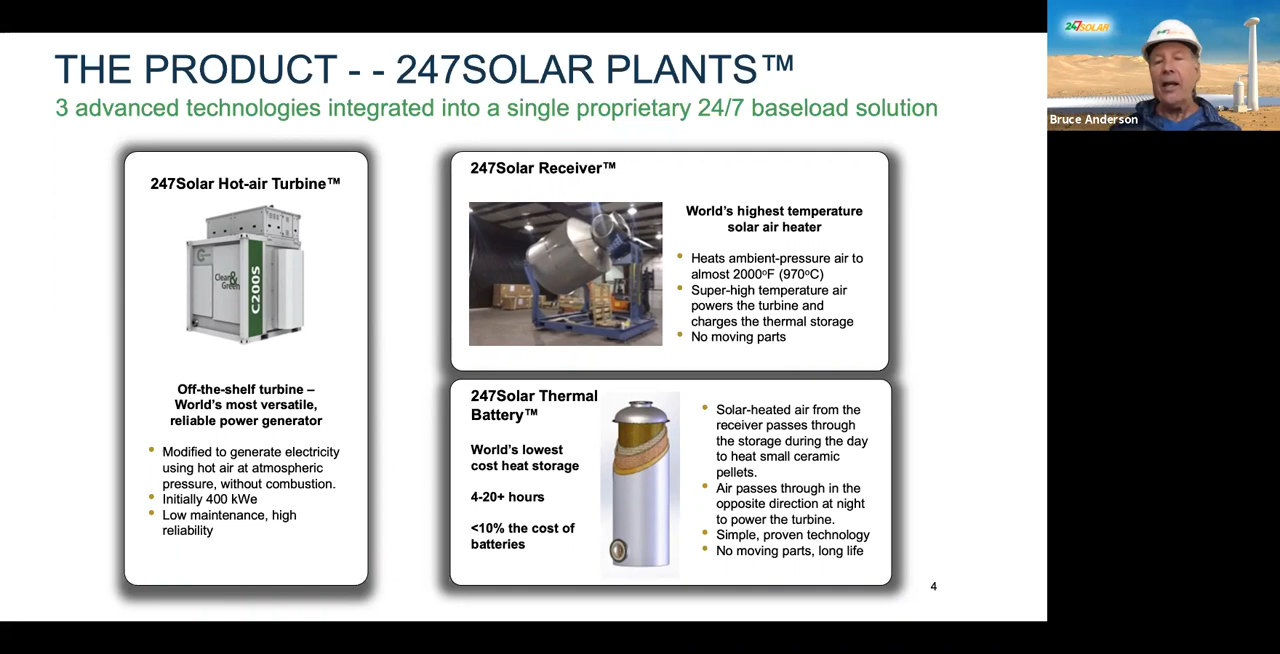 THE PRODUCT - - 247SOLAR PLANTS™
3 advanced technologies integrated into a single proprietary 24/7 baseload solution
247Solar Hot-air Turbine™
Clean&
Green
C200S
Off-the-shelf turbine –
World's most versatile,
reliable power generator
• Modified to generate electricity
using hot air at atmospheric
pressure, without combustion.
• Initially 400 kWe
• Low maintenance, high
reliability
247Solar Receiver™
World's highest temperature
solar air heater
• Heats ambient-pressure air to
almost 2000ºF (970ºC)
• Super-high temperature air
powers the turbine and
charges the thermal storage
• No moving parts
247Solar Thermal
Battery™
World's lowest
cost heat storage
4-20+ hours
<10% the cost of
batteries
• Solar-heated air from the
receiver passes through
the storage during the day
to heat small ceramic
pellets.
• Air passes through in the
opposite direction at night
to power the turbine.
• Simple, proven technology
• No moving parts, long life
4
247SOLAR
Bruce Anderson